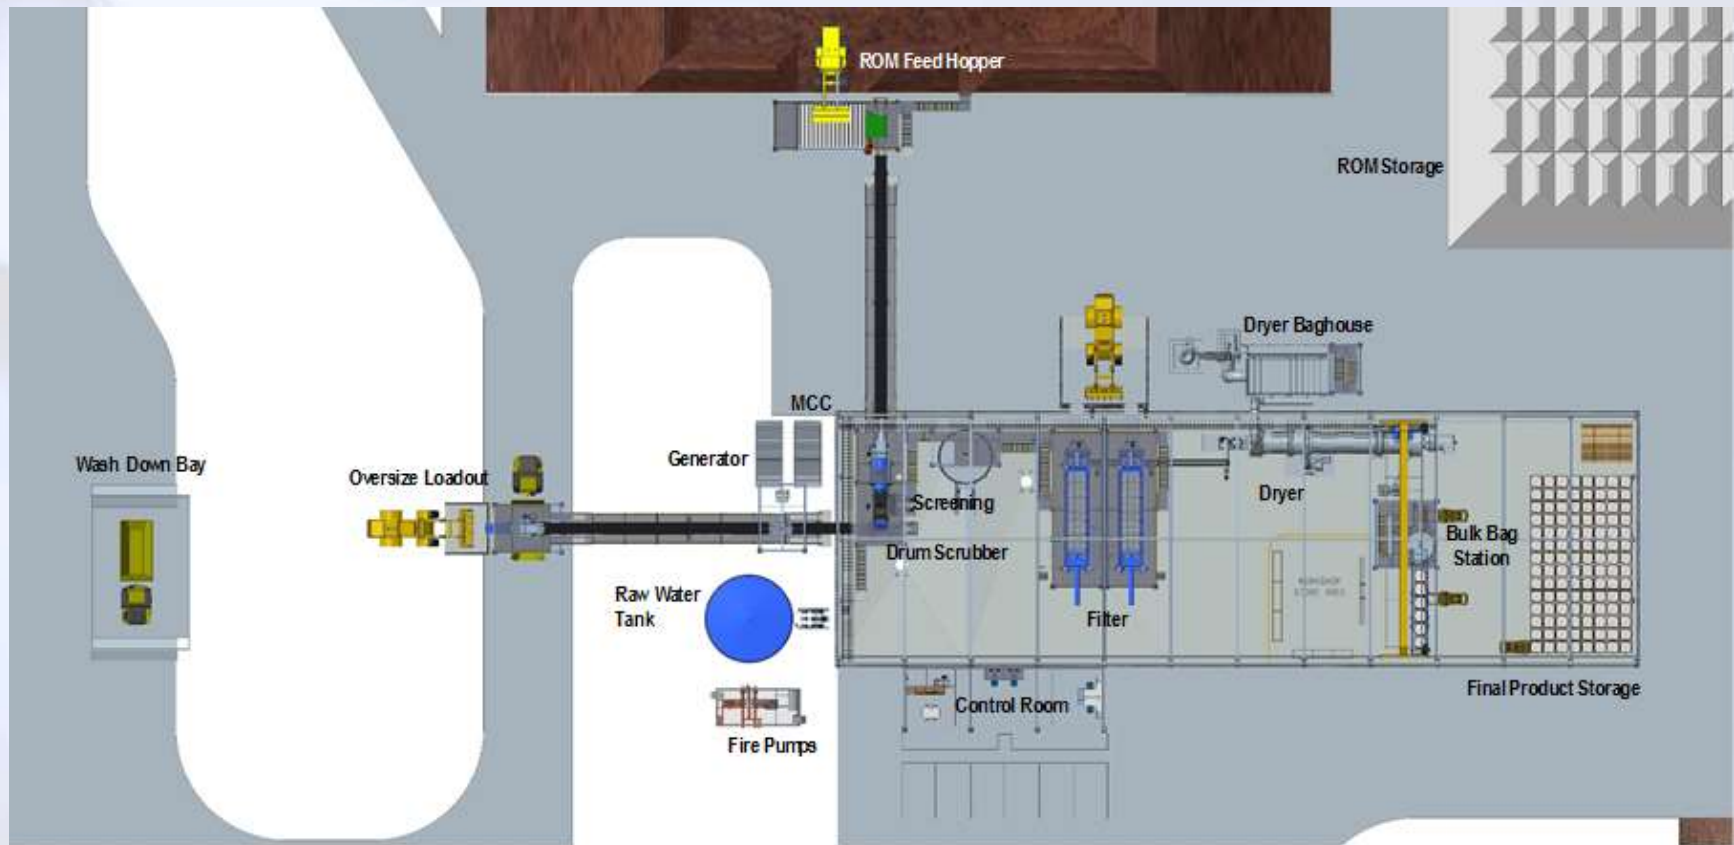 ROM Feed Hopper
ROM Storage
Dryer Baghouse
MCC
Generator
Wash Down Bay
Oversize Loadout
Screening
Dryer
Drum Scrubber
Bulk Bag
Station
Raw Water
Tank
Filter
Final Product Storage
Control Room
Fire Pumps